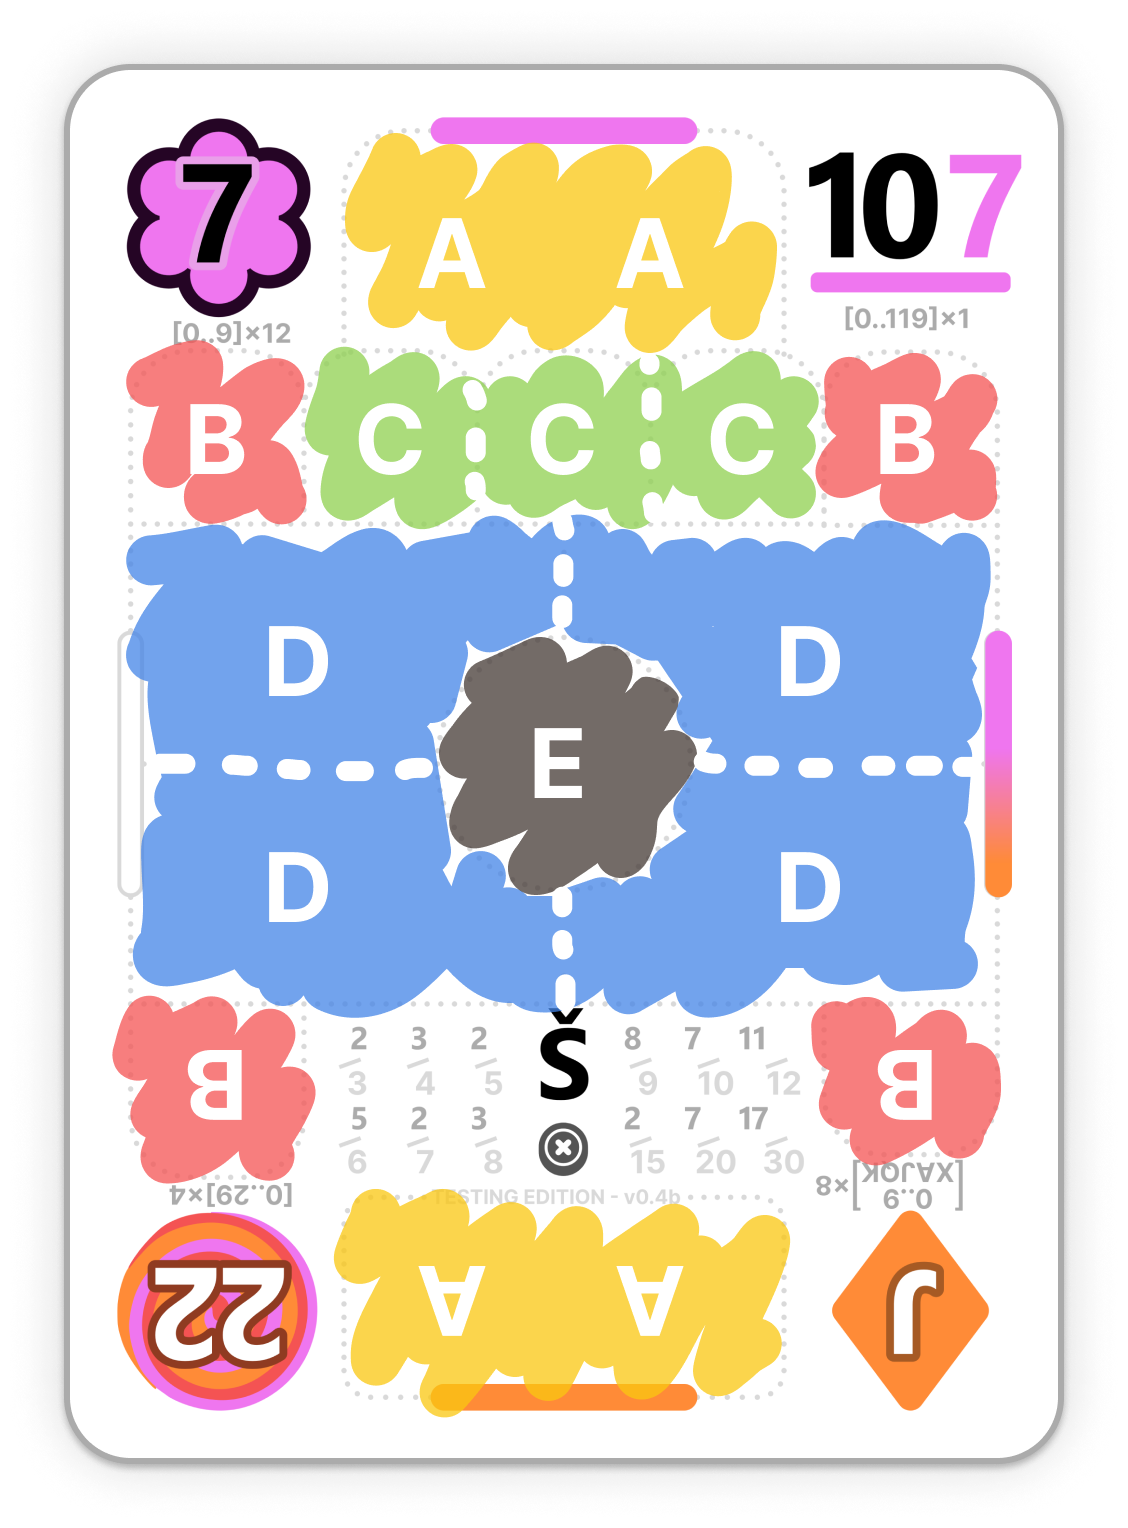 7 A A 107
[0..9]×12 [0..119]×1
B C C C B
D D
E
D D
B 2/3 3/4 2/5 Š 8/9 7/10 11/12 B
5/6 2/7 3/8 2/15 7/20 17/30
[0..29]×4 TESTING EDITION - v0.4b [0..9 XAJQK]×8
22 A A J